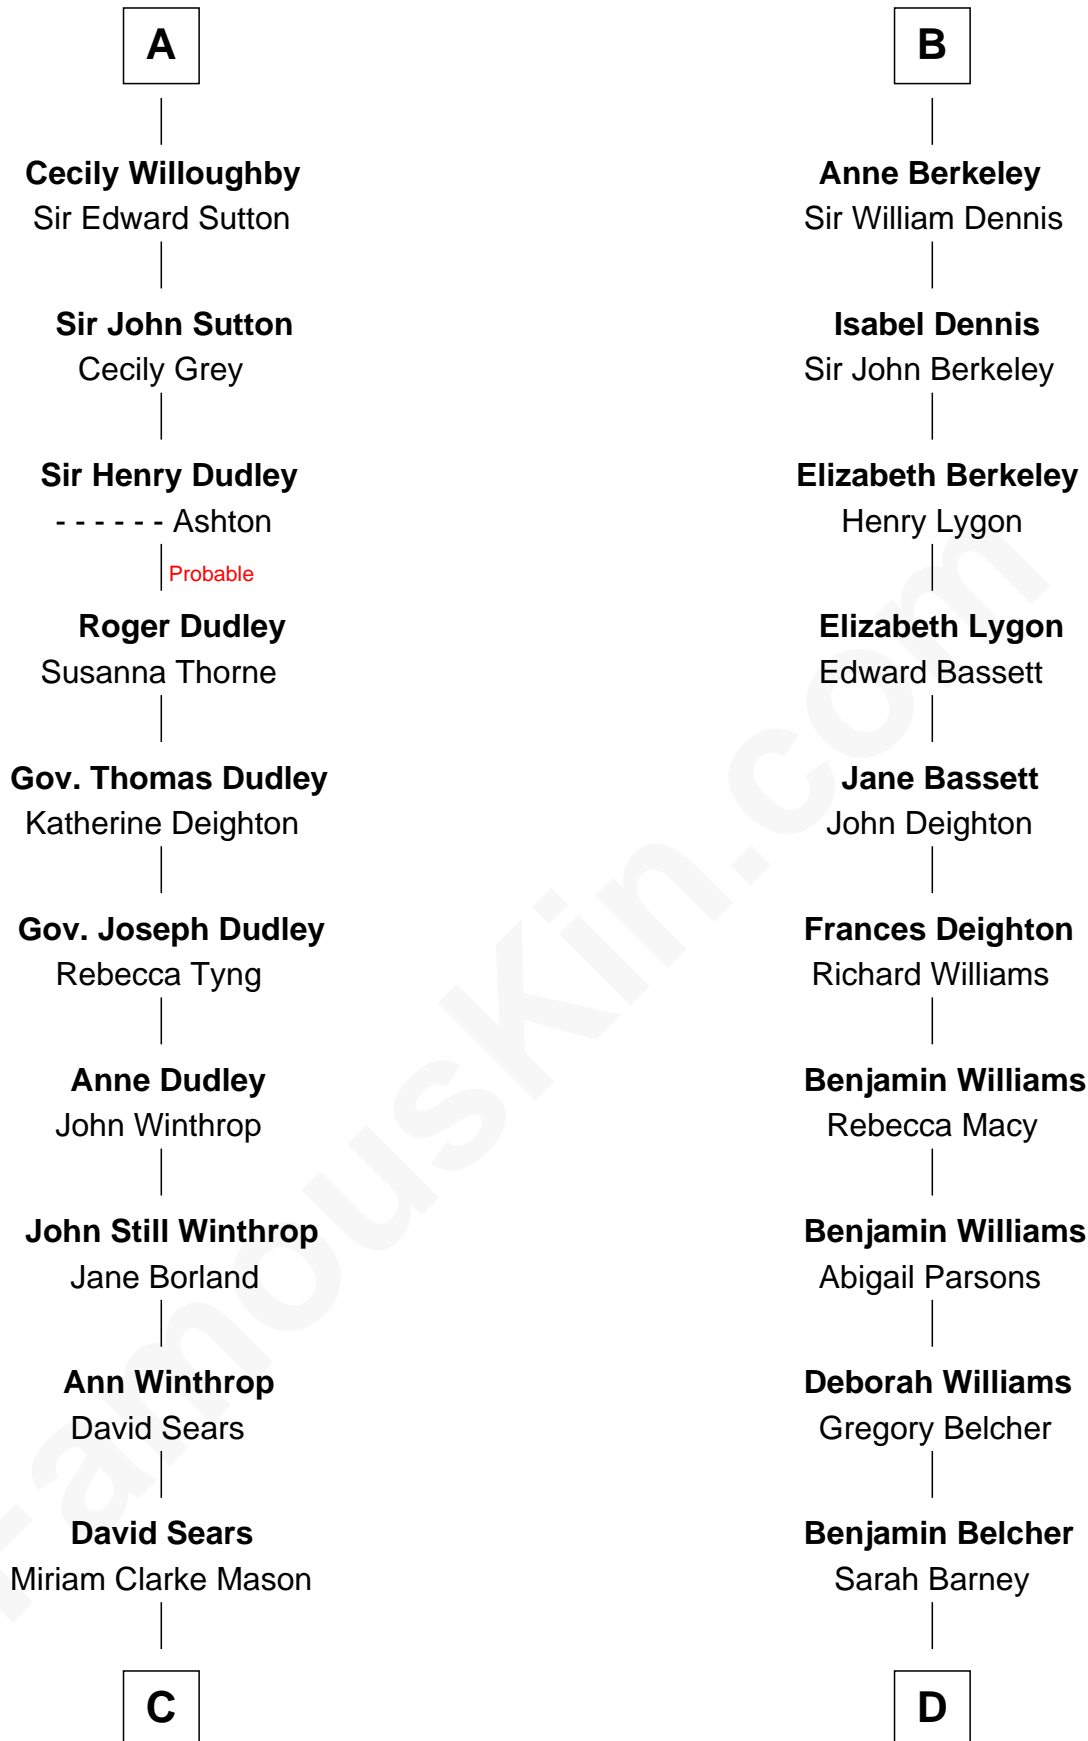 A
Cecily Willoughby
Sir Edward Sutton
Sir John Sutton
Cecily Grey
Sir Henry Dudley
- - - - - - Ashton
Probable
Roger Dudley
Susanna Thorne
Gov. Thomas Dudley
Katherine Deighton
Gov. Joseph Dudley
Rebecca Tyng
Anne Dudley
John Winthrop
John Still Winthrop
Jane Borland
Ann Winthrop
David Sears
David Sears
Miriam Clarke Mason
C
B
Anne Berkeley
Sir William Dennis
Isabel Dennis
Sir John Berkeley
Elizabeth Berkeley
Henry Lygon
Elizabeth Lygon
Edward Bassett
Jane Bassett
John Deighton
Frances Deighton
Richard Williams
Benjamin Williams
Rebecca Macy
Benjamin Williams
Abigail Parsons
Deborah Williams
Gregory Belcher
Benjamin Belcher
Sarah Barney
D
FamousKin.com